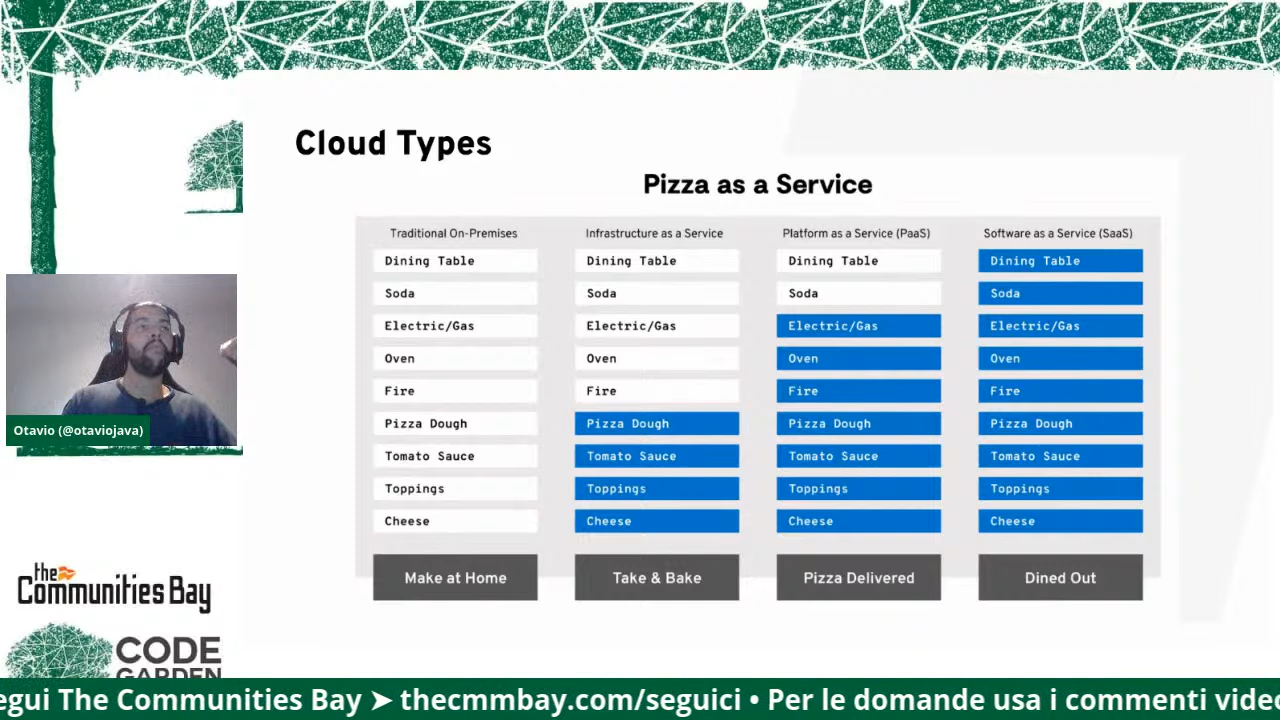 Cloud Types
Pizza as a Service
Traditional On-Premises
Dining Table
Soda
Electric/Gas
Oven
Fire
Pizza Dough
Tomato Sauce
Toppings
Cheese
Make at Home
Infrastructure as a Service
Dining Table
Soda
Electric/Gas
Oven
Fire
Pizza Dough
Tomato Sauce
Toppings
Cheese
Take & Bake
Platform as a Service (PaaS)
Dining Table
Soda
Electric/Gas
Oven
Fire
Pizza Dough
Tomato Sauce
Toppings
Cheese
Pizza Delivered
Software as a Service (SaaS)
Dining Table
Soda
Electric/Gas
Oven
Fire
Pizza Dough
Tomato Sauce
Toppings
Cheese
Dined Out
Otavio (@otaviojava)
the
Communities Bay
CODE
GARDEN
egui The Communities Bay ➤ thecmmbay.com/seguici • Per le domande usa i commenti vide